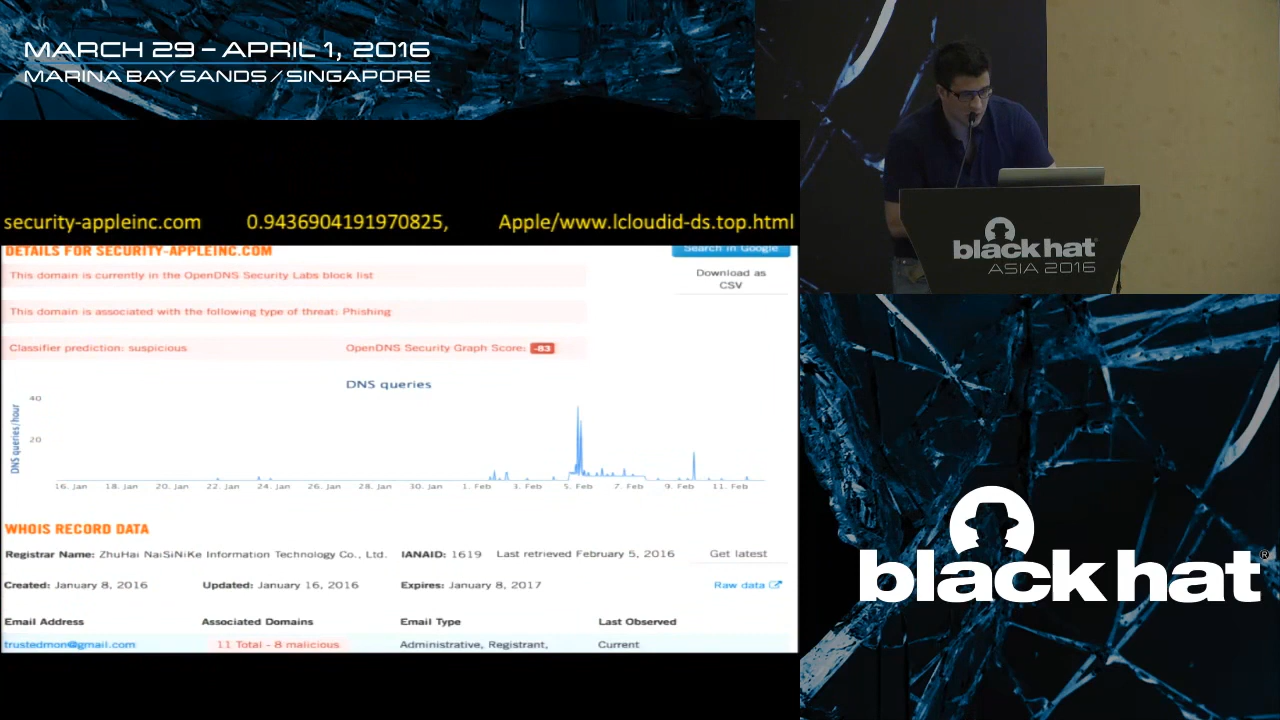 MARCH 29 – APRIL 1, 2016
MARINA BAY SANDS / SINGAPORE
security-appleinc.com 0.9436904191970825, Apple/www.lcloudid-ds.top.html
DETAILS FOR SECURITY-APPLEINC.COM
Search in Google
This domain is currently in the OpenDNS Security Labs block list
Download as
CSV
This domain is associated with the following type of threat: Phishing
Classifier prediction: suspicious OpenDNS Security Graph Score: -83
DNS queries
DNS queries/hour
40
20
16. Jan 18. Jan 20. Jan 22. Jan 24. Jan 26. Jan 28. Jan 30. Jan 1. Feb 3. Feb 5. Feb 7. Feb 9. Feb 11. Feb
WHOIS RECORD DATA
Registrar Name: ZhuHai NaiSiNiKe Information Technology Co., Ltd. IANAID: 1619 Last retrieved February 5, 2016 Get latest
Created: January 8, 2016 Updated: January 16, 2016 Expires: January 8, 2017 Raw data
Email Address Associated Domains Email Type Last Observed
trustedmon@gmail.com 11 Total - 8 malicious Administrative, Registrant, Current
black hat®
ASIA 2016
black hat®